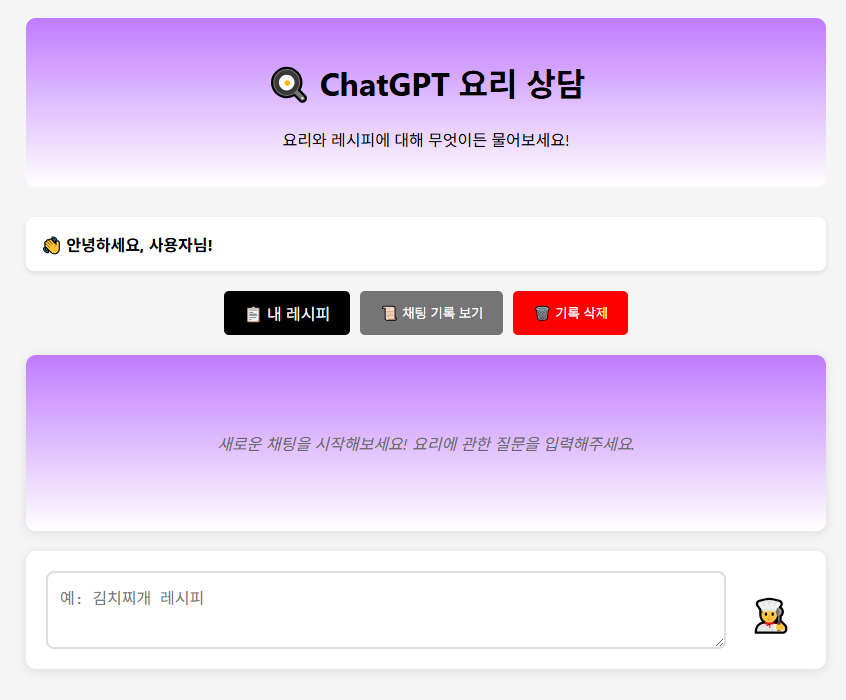 🍳 ChatGPT 요리 상담
요리와 레시피에 대해 무엇이든 물어보세요!
👋 안녕하세요, 사용자님!
📋 내 레시피
📜 채팅 기록 보기
🗑️ 기록 삭제
새로운 채팅을 시작해보세요! 요리에 관한 질문을 입력해주세요.
예: 김치찌개 레시피